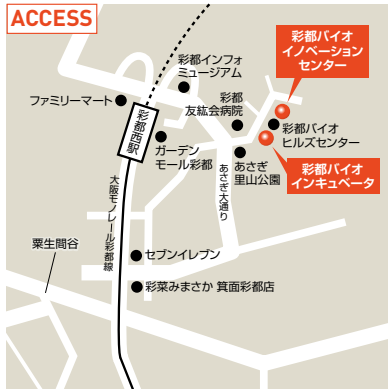 ACCESS
彩都バイオ
イノベーション
センター
彩都インフォ
ミュージアム
ファミリーマート
彩都
友紘会病院
彩都西駅
彩都バイオ
ヒルズセンター
ガーデン
モール彩都
あさぎ
里山公園
彩都バイオ
インキュベータ
あさぎ大通り
大阪モノレール彩都線
粟生間谷
セブンイレブン
彩菜みまさか 箕面彩都店